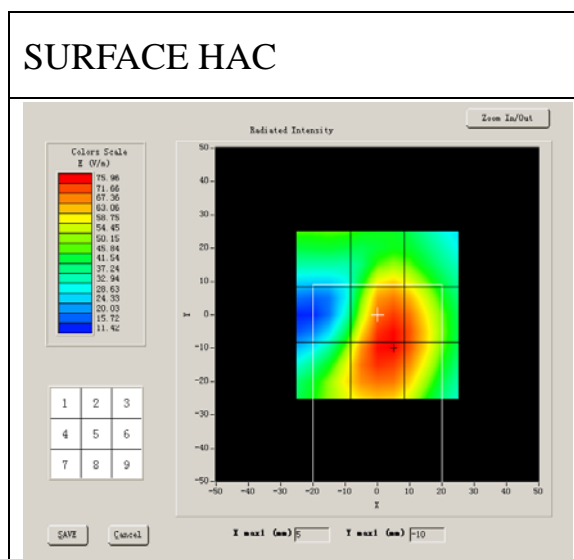 SURFACE HAC
Zoom In/Out
Radiated Intensity
Colors Scale
E (V/m)
75.96
71.66
67.36
63.06
58.75
54.45
50.15
45.84
41.54
37.24
32.94
28.63
24.33
20.03
15.72
11.42
50
40
30
20
10
Y 0
-10
-20
-30
-40
-50
-50 -40 -30 -20 -10 0 10 20 30 40 50
X
1 2 3
4 5 6
7 8 9
SAVE Cancel X max1 (mm) 5 Y max1 (mm) -10